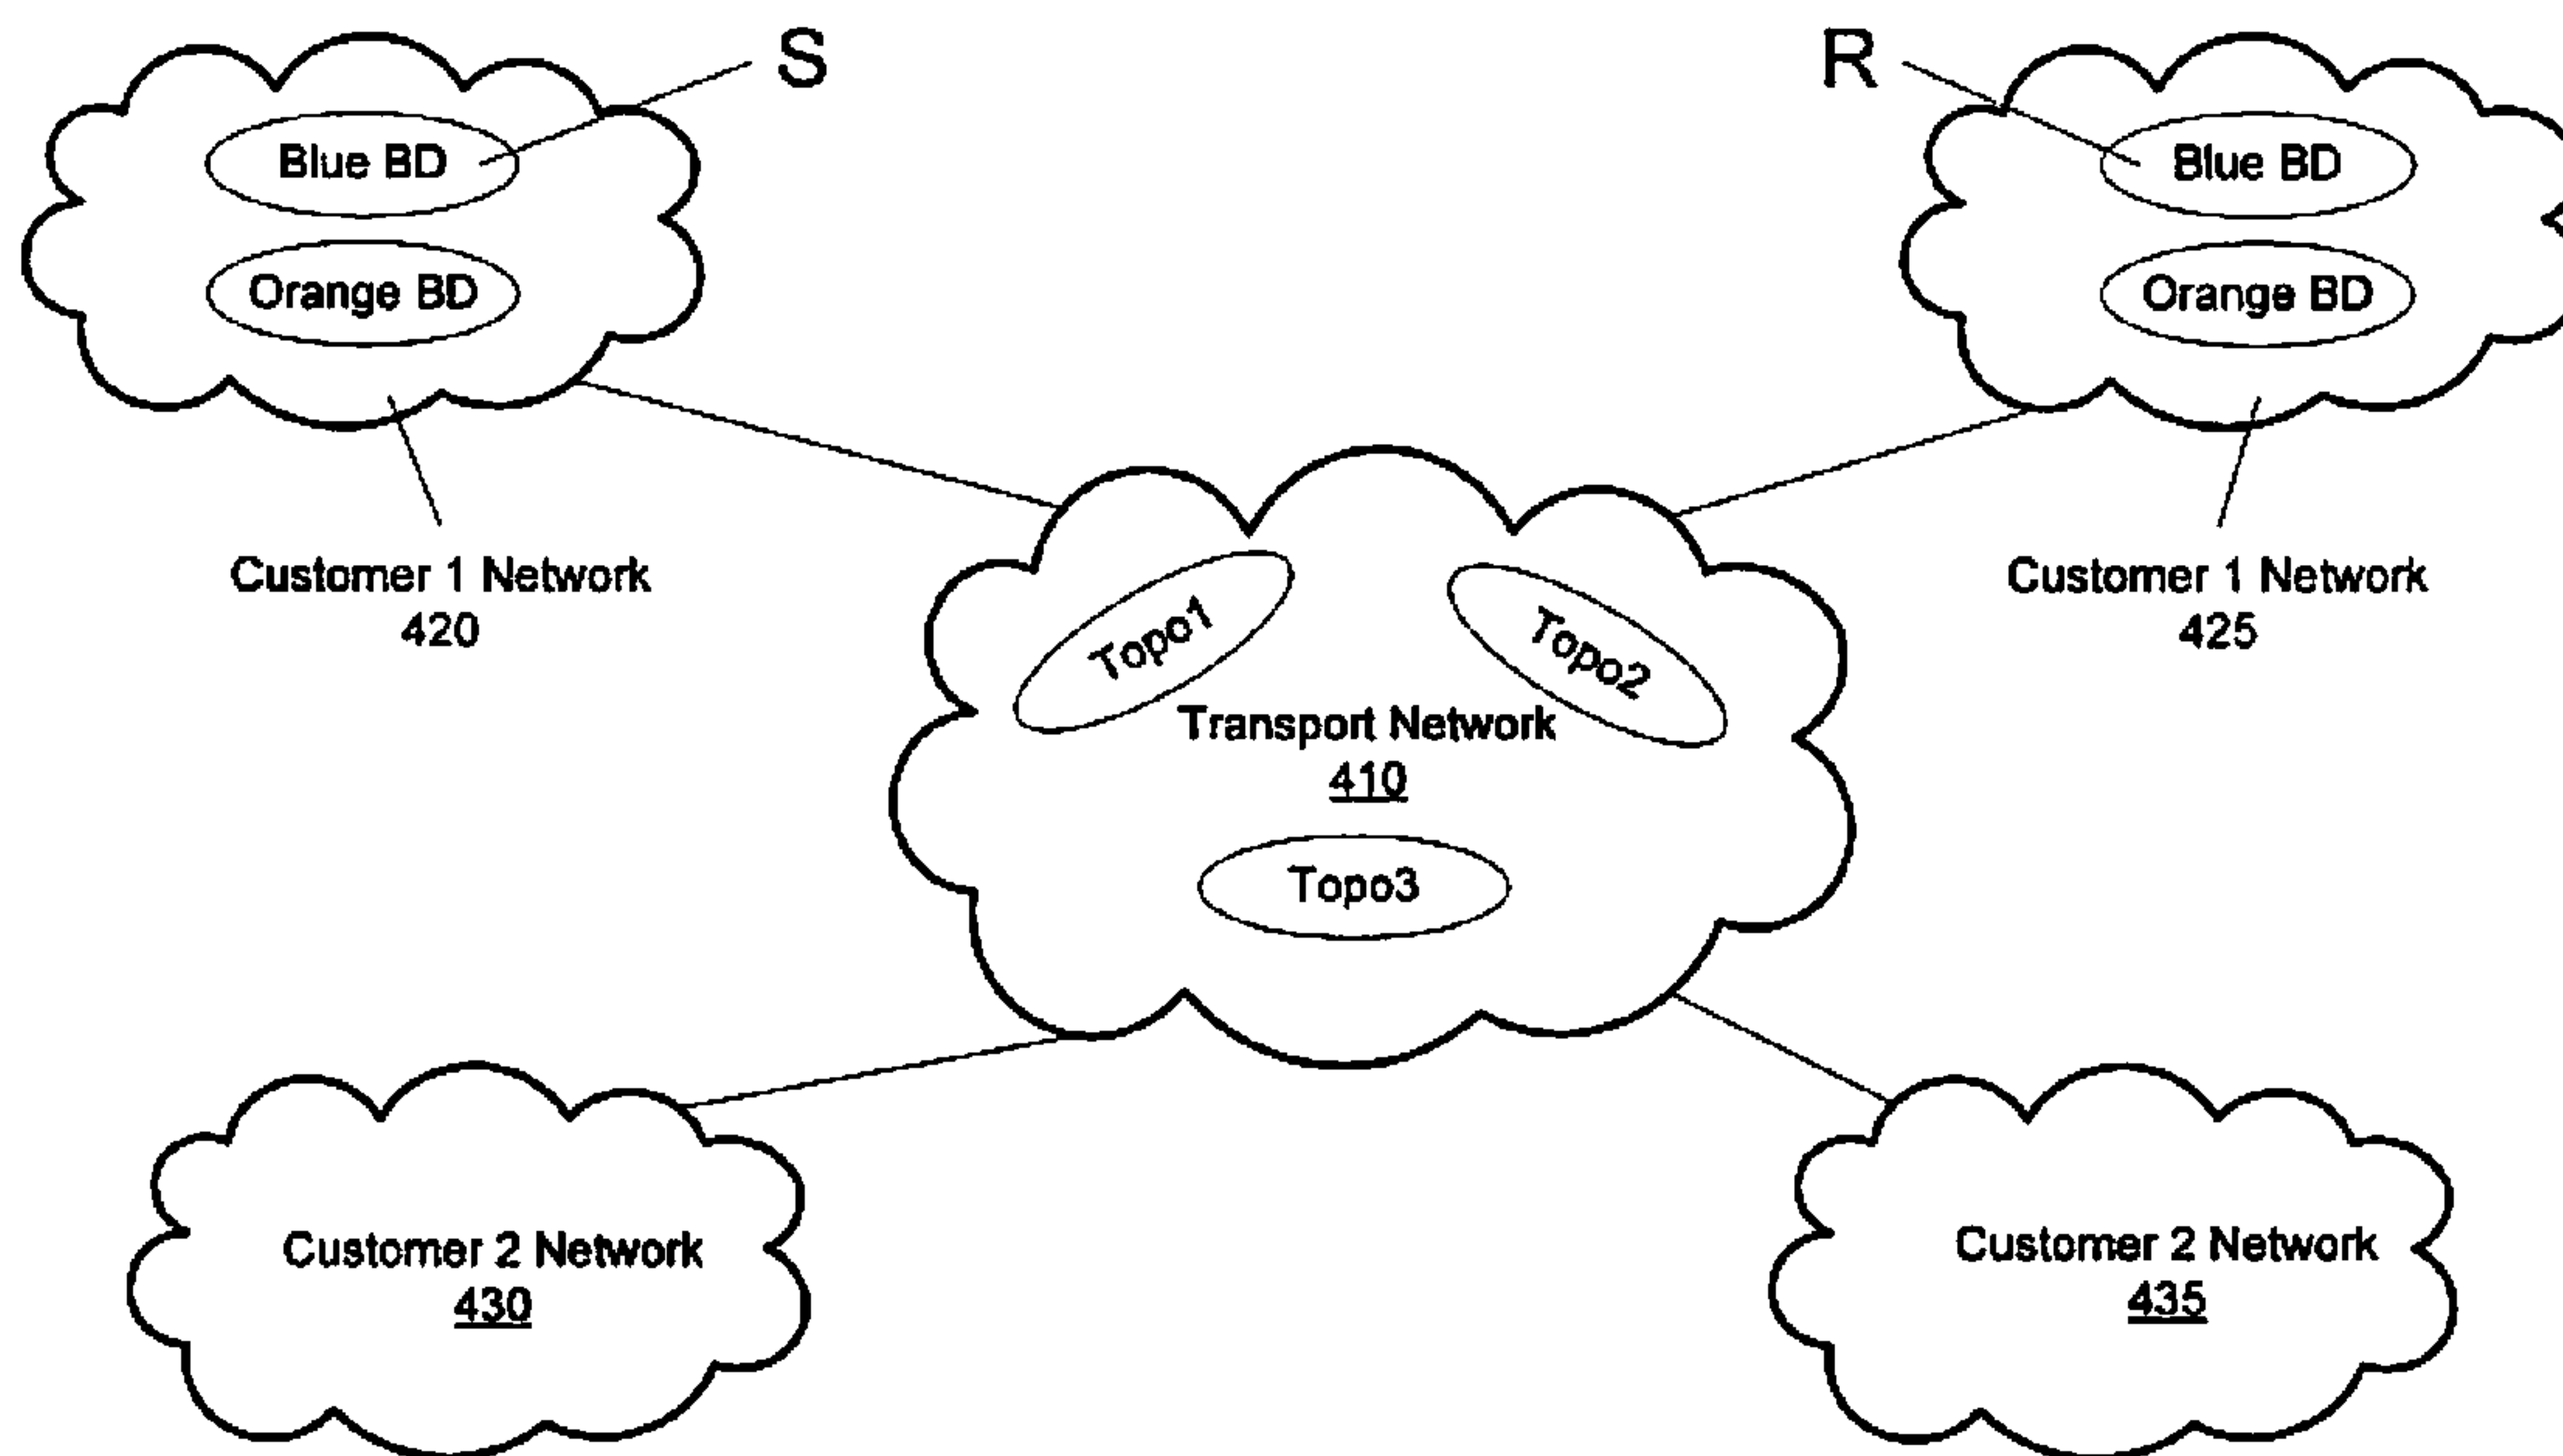 S
R
Blue BD
Orange BD
Blue BD
Orange BD
Customer 1 Network
420
Customer 1 Network
425
Topo1
Topo2
Transport Network
410
Topo3
Customer 2 Network
430
Customer 2 Network
435